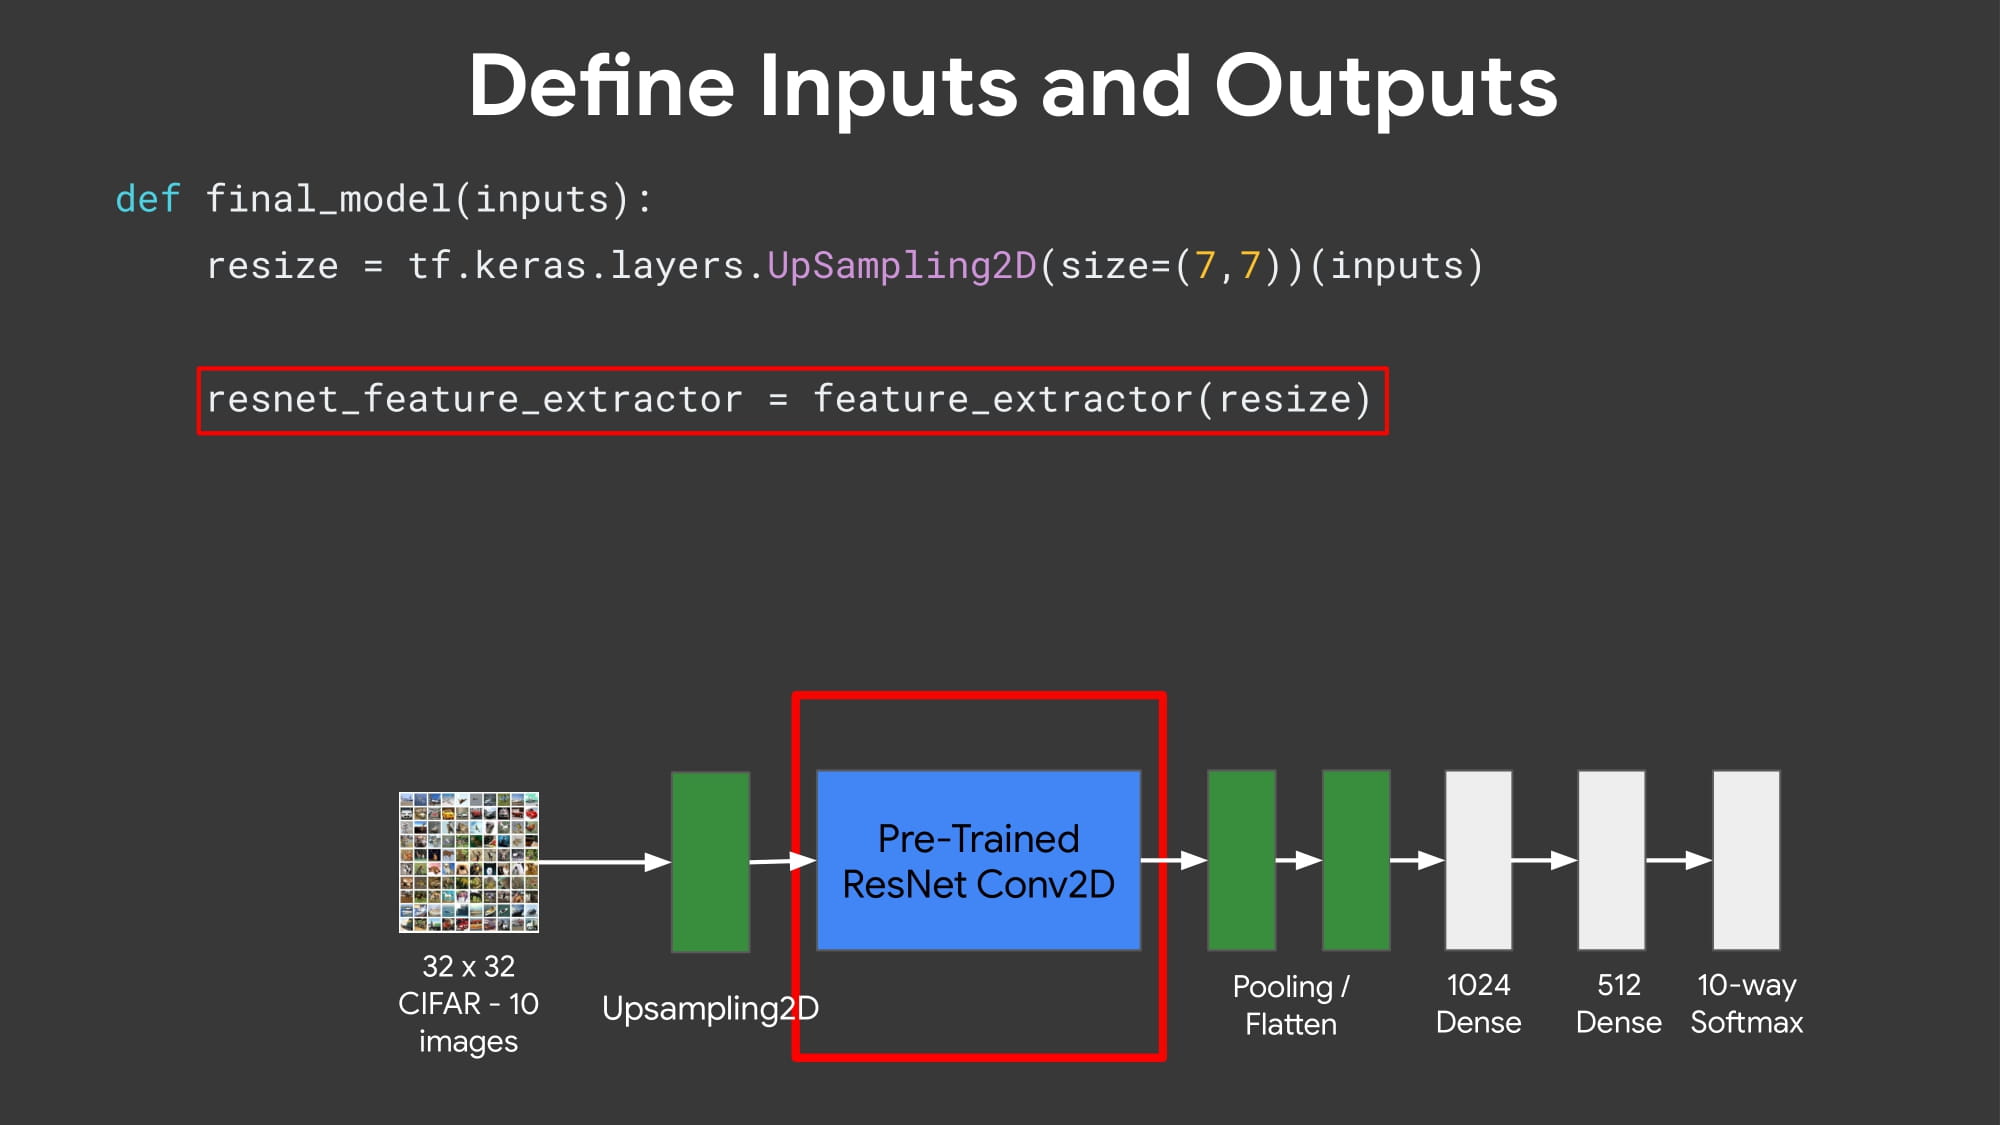 Define Inputs and Outputs
def final_model(inputs):
    resize = tf.keras.layers.UpSampling2D(size=(7,7))(inputs)
    resnet_feature_extractor = feature_extractor(resize)
32 x 32
CIFAR - 10
images
Upsampling2D
Pre-Trained
ResNet Conv2D
Pooling /
Flatten
1024
Dense
512
Dense
10-way
Softmax